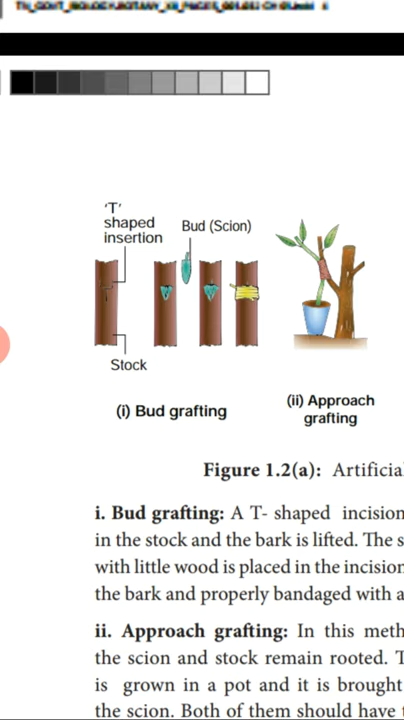 'T'
shaped
insertion
Bud (Scion)
Stock
(i) Bud grafting
(ii) Approach
grafting
Figure 1.2(a): Artificia
i. Bud grafting: A T- shaped incision
in the stock and the bark is lifted. The s
with little wood is placed in the incision
the bark and properly bandaged with a
ii. Approach grafting: In this meth
the scion and stock remain rooted. T
is grown in a pot and it is brought
the scion. Both of them should have t